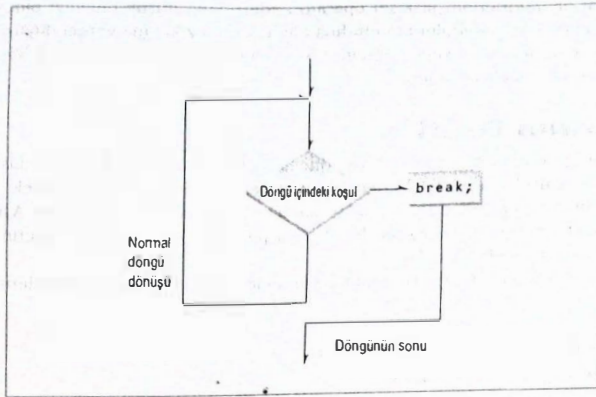 Döngü içindeki koşul
break;
Normal
döngü
dönüşü
Döngünün sonu